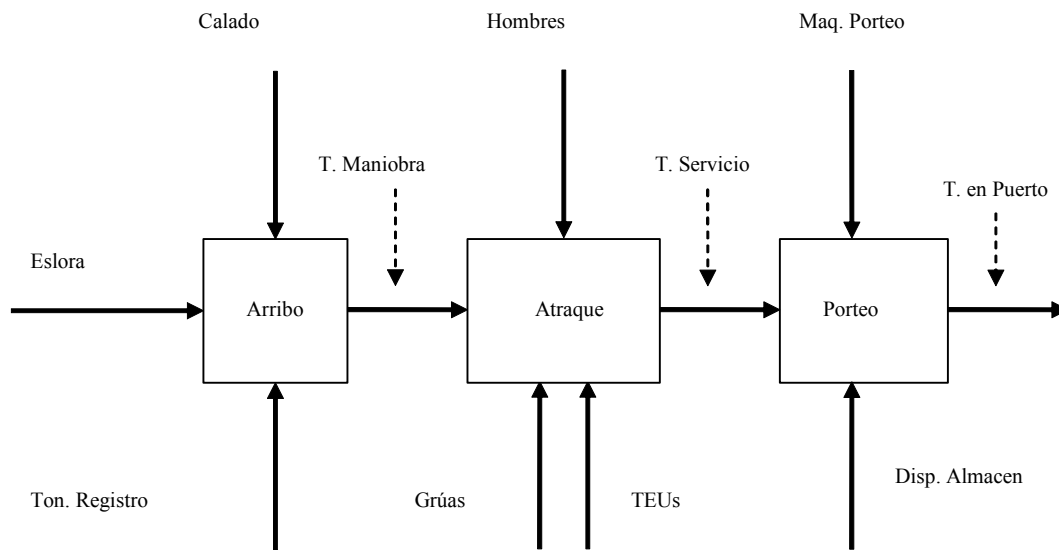 Calado
Hombres
Maq. Porteo
T. Maniobra
T. Servicio
T. en Puerto
Eslora
Arribo
Atraque
Porteo
Ton. Registro
Grúas
TEUs
Disp. Almacen